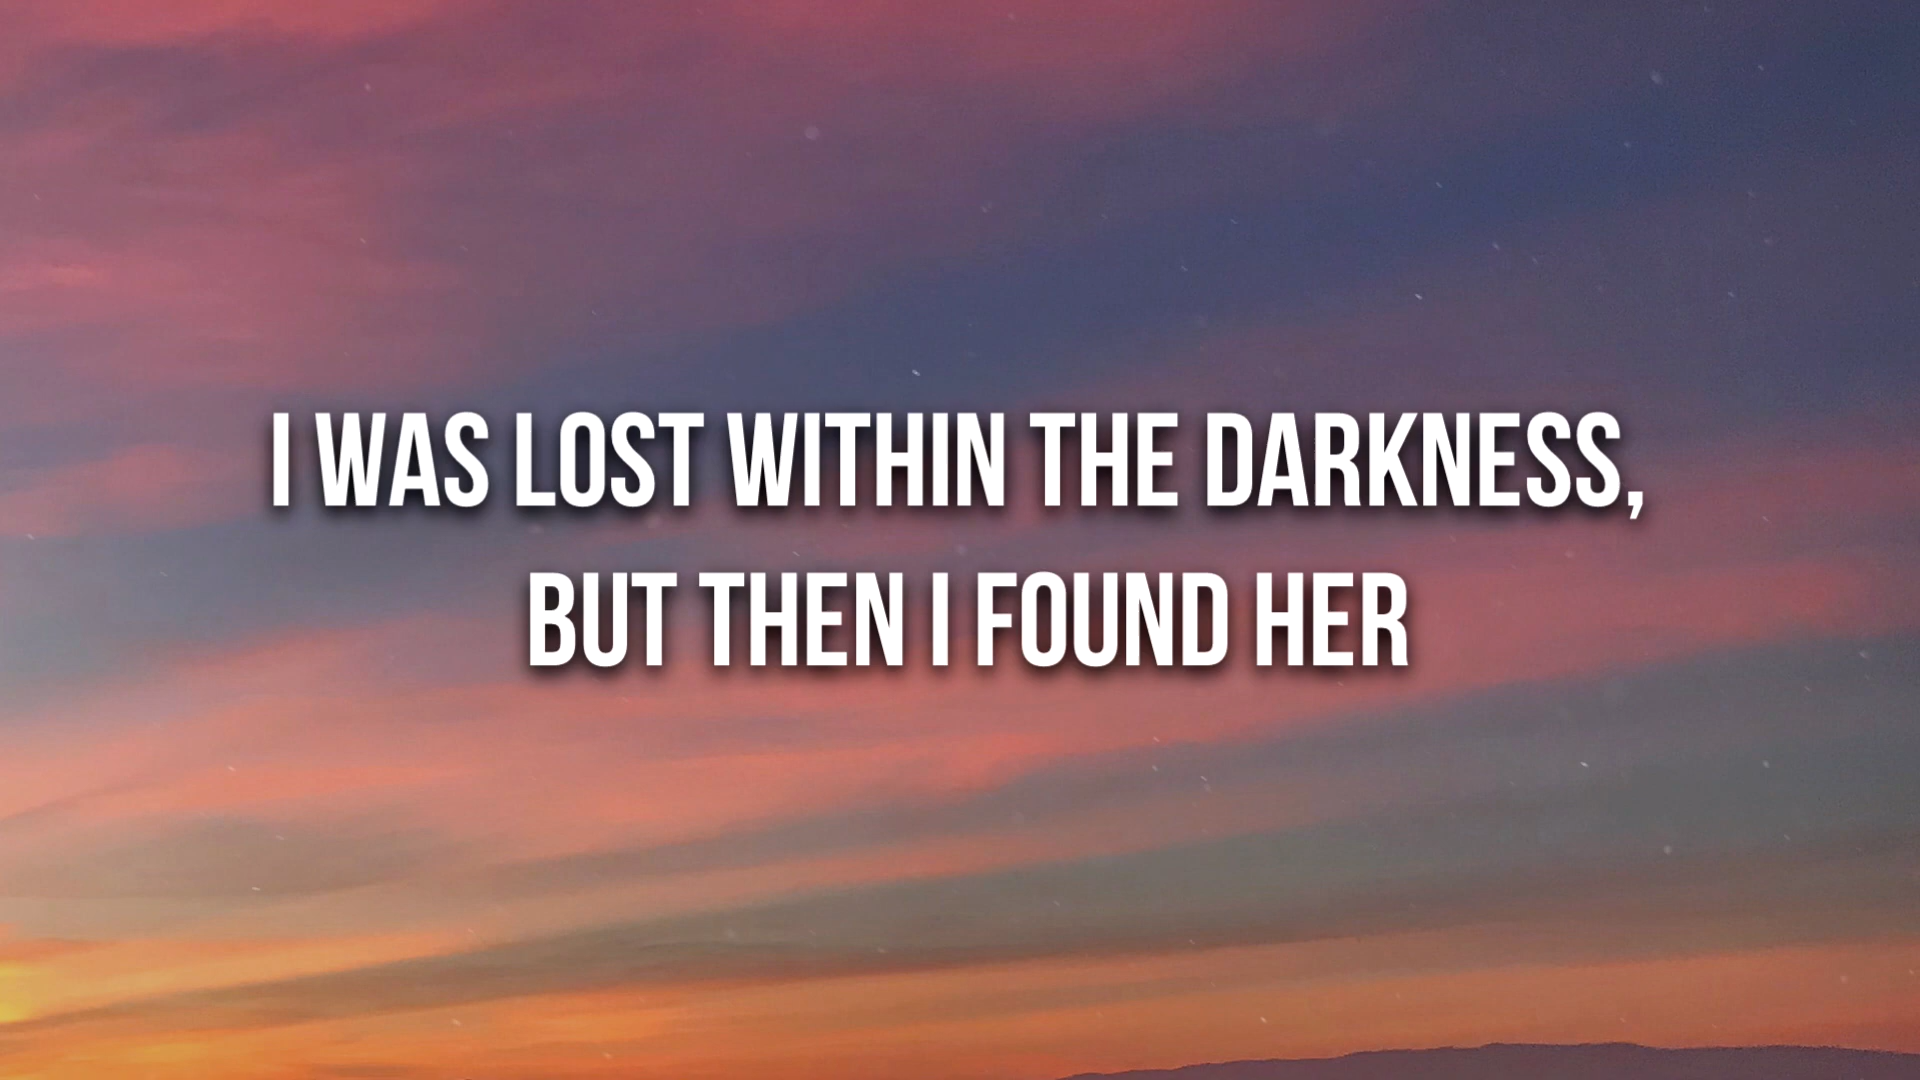 I WAS LOST WITHIN THE DARKNESS,
BUT THEN I FOUND HER